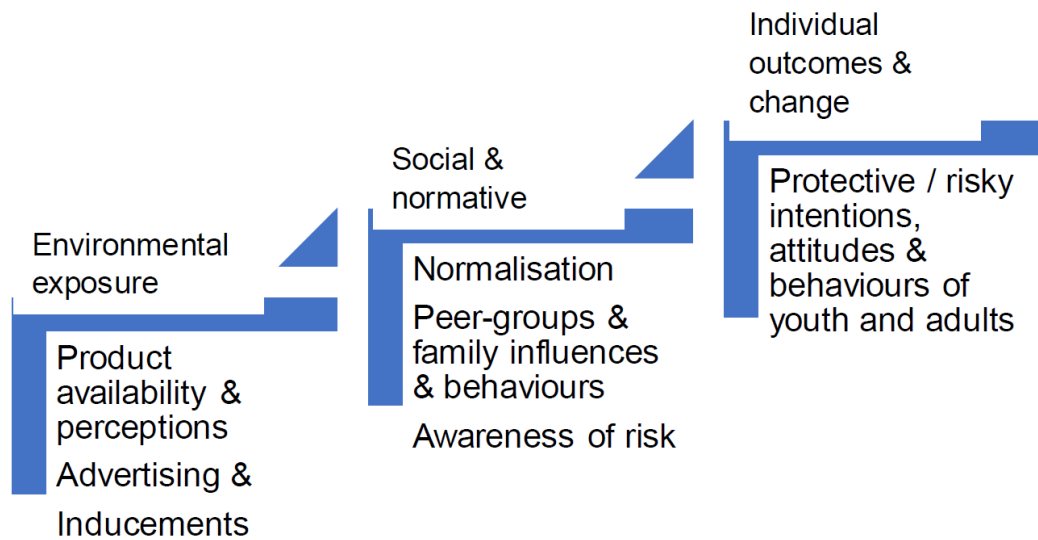 Environmental
exposure
Product
availability &
perceptions
Advertising &
Inducements
Social &
normative
Normalisation
Peer-groups &
family influences
& behaviours
Awareness of risk
Individual
outcomes &
change
Protective / risky
intentions,
attitudes &
behaviours of
youth and adults